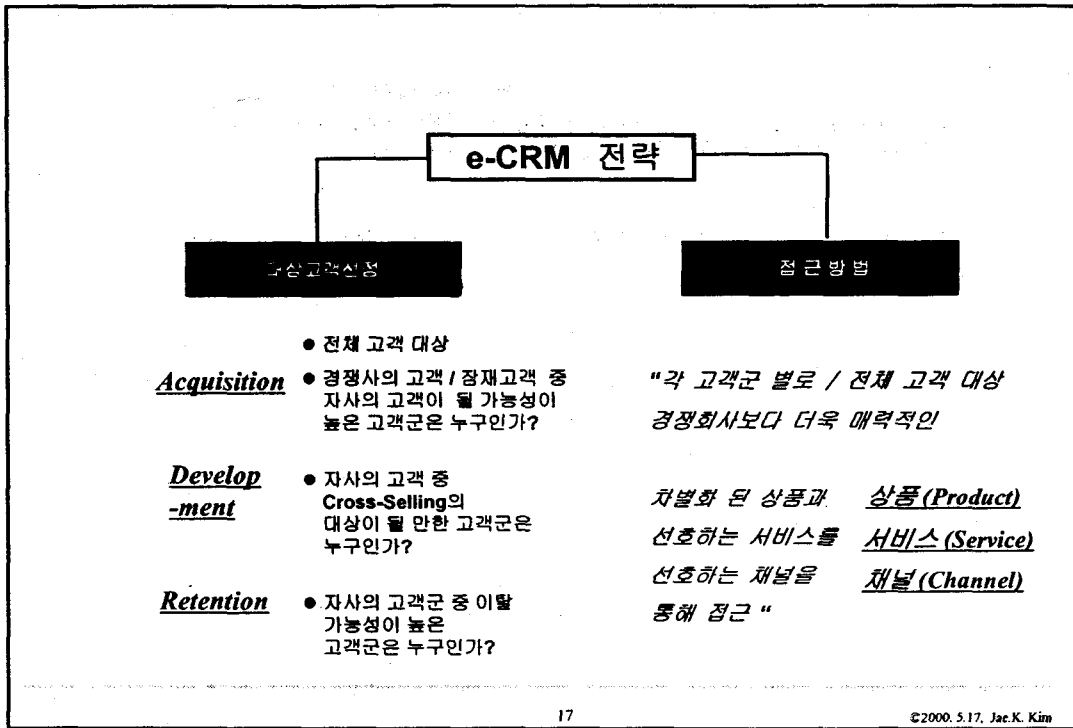 e-CRM 전략
대상고객선정
접근방법
● 전체 고객 대상
Acquisition
● 경쟁사의 고객 / 잠재고객 중
자사의 고객이 될 가능성이
높은 고객군은 누구인가?
Develop
-ment
● 자사의 고객 중
Cross-Selling의
대상이 될 만한 고객군은
누구인가?
Retention
● 자사의 고객군 중 이탈
가능성이 높은
고객군은 누구인가?
“각 고객군 별로 / 전체 고객 대상
경쟁회사보다 더욱 매력적인
차별화 된 상품과 상품(Product)
선호하는 서비스를 서비스(Service)
선호하는 채널을 채널(Channel)
통해 접근 “
17
©2000. 5.17, Jae.K. Kim